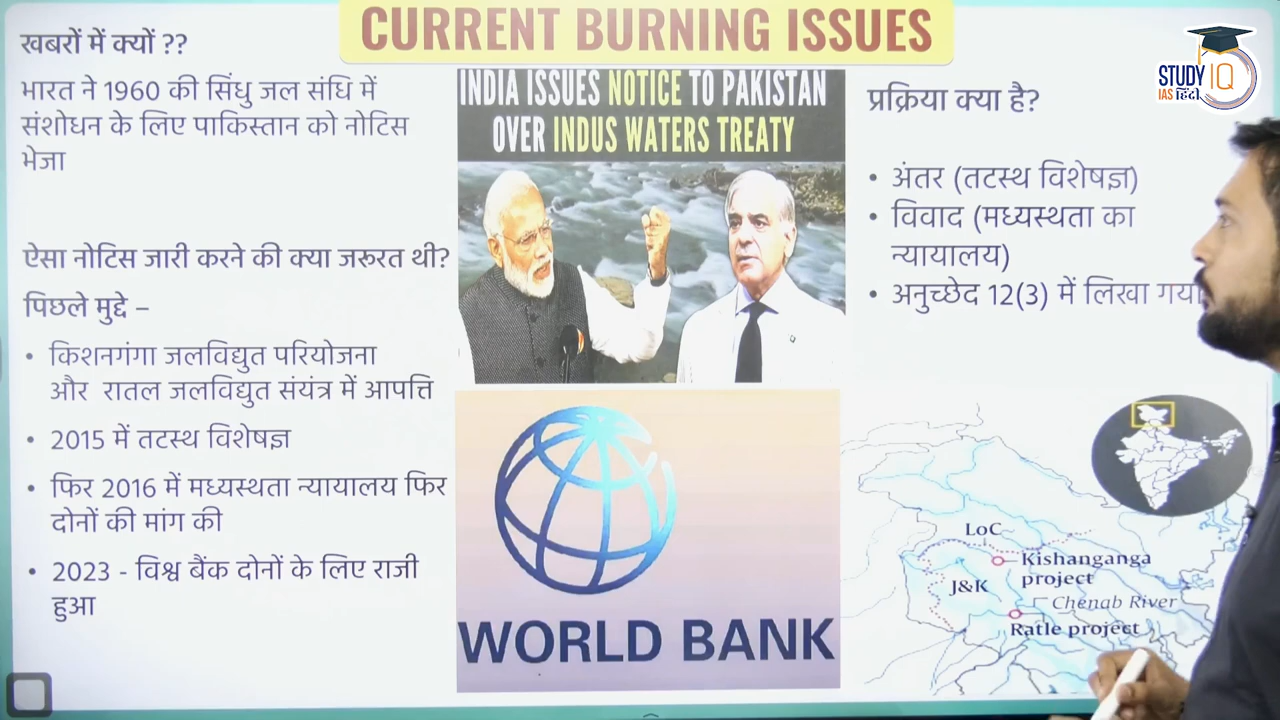 CURRENT BURNING ISSUES
खबरों में क्यों ??
भारत ने 1960 की सिंधु जल संधि में
संशोधन के लिए पाकिस्तान को नोटिस
भेजा
ऐसा नोटिस जारी करने की क्या जरूरत थी?
पिछले मुद्दे –
• किशनगंगा जलविद्युत परियोजना
और रातल जलविद्युत संयंत्र में आपत्ति
• 2015 में तटस्थ विशेषज्ञ
• फिर 2016 में मध्यस्थता न्यायालय फिर
दोनों की मांग की
• 2023 - विश्व बैंक दोनों के लिए राजी
हुआ
INDIA ISSUES NOTICE TO PAKISTAN
OVER INDUS WATERS TREATY
WORLD BANK
STUDY IQ
IAS हिंदी
प्रक्रिया क्या है?
• अंतर (तटस्थ विशेषज्ञ)
• विवाद (मध्यस्थता का
न्यायालय)
• अनुच्छेद 12(3) में लिखा गया
LoC
Kishanganga
project
J&K
Chenab River
Ratle project